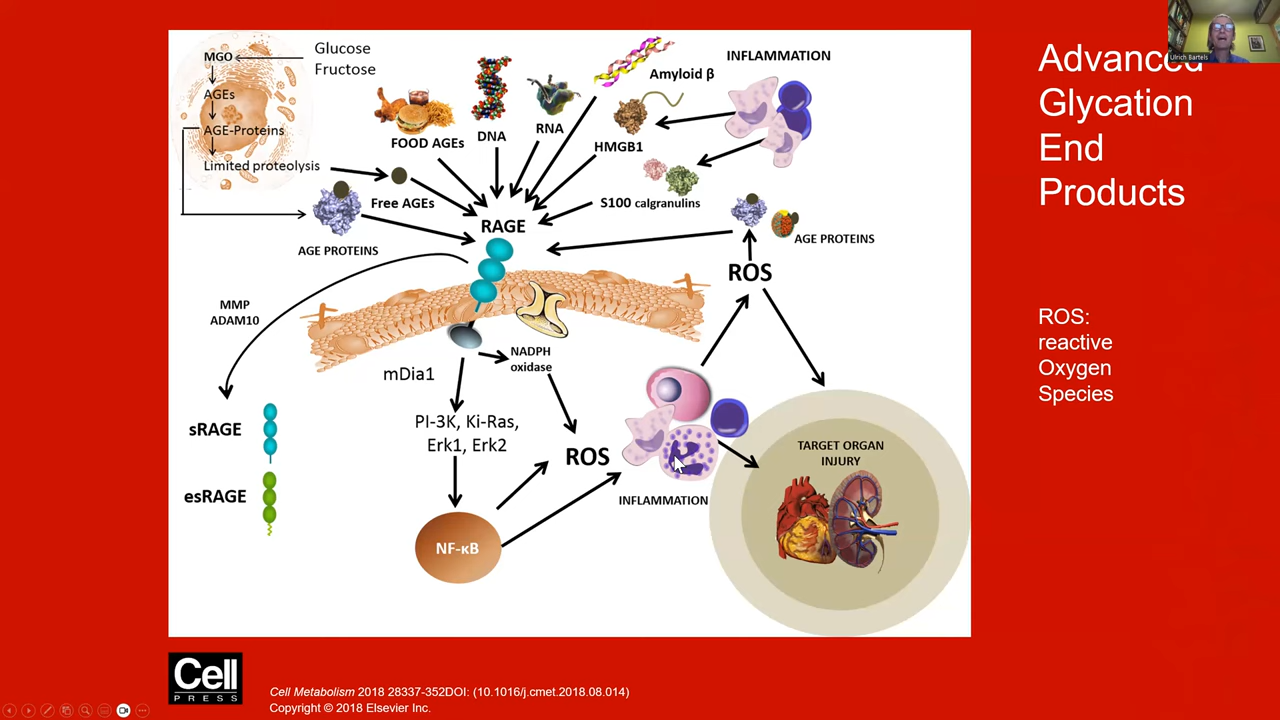 MGO
Glucose
Fructose
AGEs
AGE-Proteins
Limited proteolysis
Free AGEs
AGE PROTEINS
FOOD AGEs
DNA
RNA
Amyloid β
HMGB1
INFLAMMATION
S100 calgranulins
RAGE
AGE PROTEINS
ROS
MMP
ADAM10
sRAGE
esRAGE
mDia1
NADPH
oxidase
PI-3K, Ki-Ras,
Erk1, Erk2
ROS
NF-κB
INFLAMMATION
TARGET ORGAN
INJURY
Advanced
Glycation
End
Products
Ulrich Bartels
ROS:
reactive
Oxygen
Species
Cell
PRESS
Cell Metabolism 2018 28337-352DOI: (10.1016/j.cmet.2018.08.014)
Copyright © 2018 Elsevier Inc.